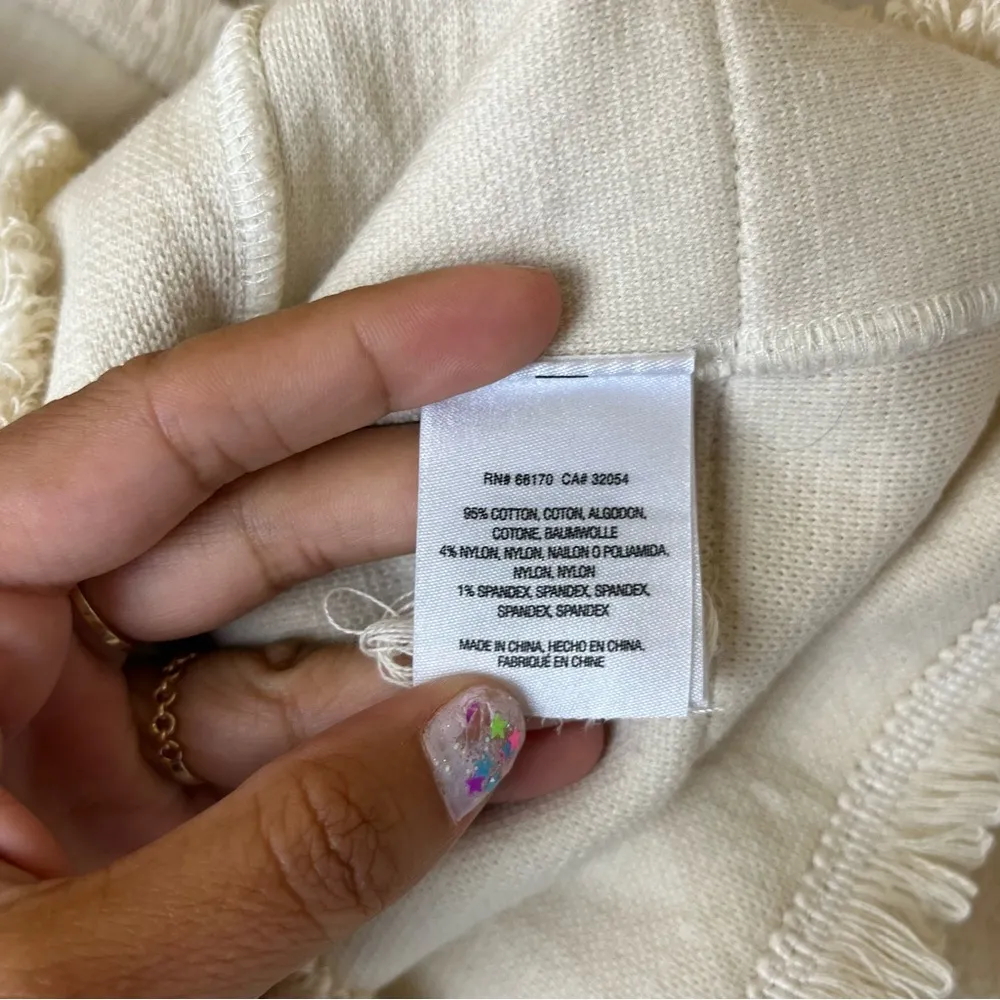 RN# 66170 CA# 32054
95% COTTON, COTON, ALGODON,
COTONE, BAUMWOLLE
4% NYLON, NYLON, NAILON O POLIAMIDA,
NYLON, NYLON
1% SPANDEX, SPANDEX, SPANDEX,
SPANDEX, SPANDEX
MADE IN CHINA, HECHO EN CHINA,
FABRIQUÉ EN CHINE